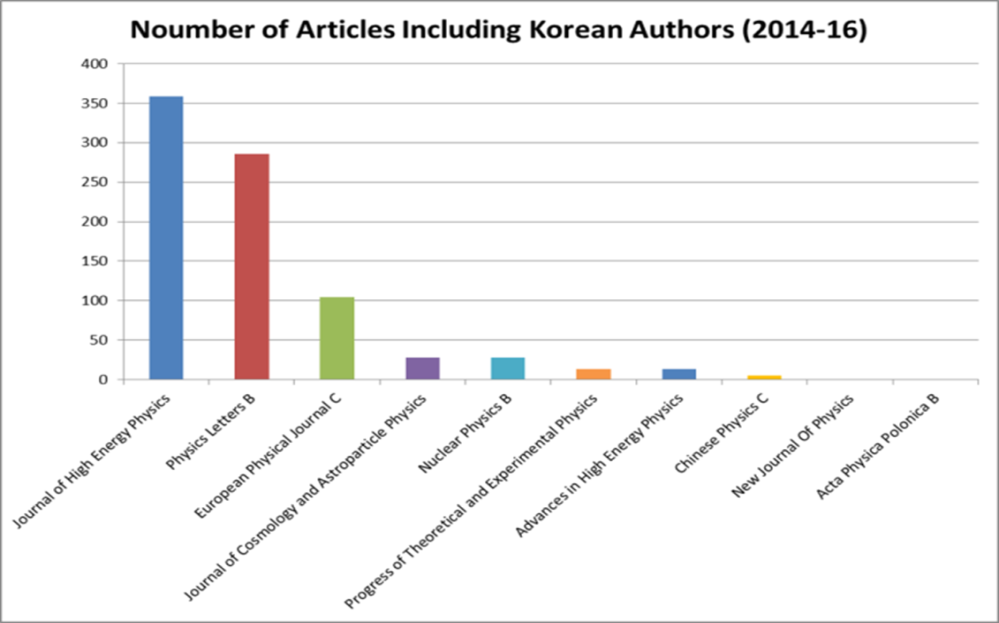 Noumber of Articles Including Korean Authors (2014-16)
400
350
300
250
200
150
100
50
0
Journal of High Energy Physics
Physics Letters B
European Physical Journal C
Journal of Cosmology and Astroparticle Physics
Nuclear Physics B
Progress of Theoretical and Experimental Physics
Advances in High Energy Physics
Chinese Physics C
New Journal Of Physics
Acta Physica Polonica B